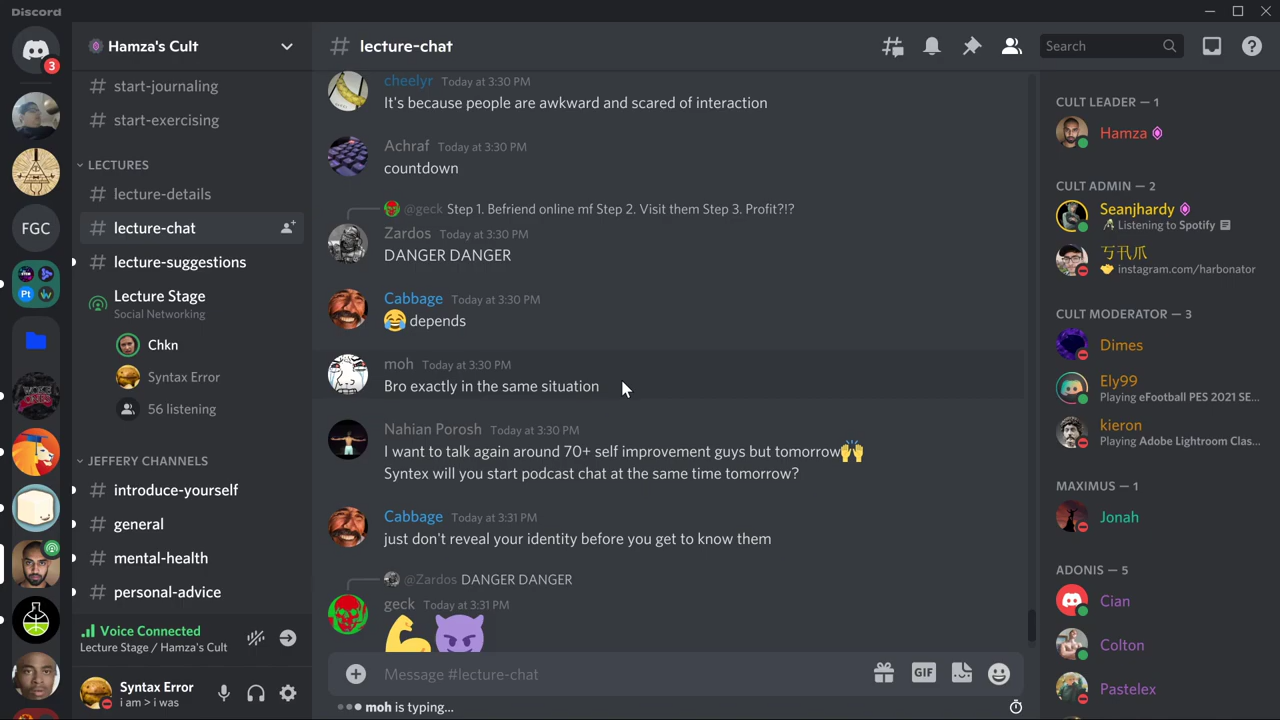 Discord
3
FGC
Hamza's Cult
start-journaling
start-exercising
LECTURES
lecture-details
lecture-chat
lecture-suggestions
Lecture Stage
Social Networking
Chkn
Syntax Error
56 listening
JEFFERY CHANNELS
introduce-yourself
general
mental-health
personal-advice
Voice Connected
Lecture Stage / Hamza's Cult
Syntax Error
i am > i was
lecture-chat
Search
cheelyr Today at 3:30 PM
It's because people are awkward and scared of interaction
Achraf Today at 3:30 PM
countdown
@geck Step 1. Befriend online mf Step 2. Visit them Step 3. Profit?!?
Zardos Today at 3:30 PM
DANGER DANGER
Cabbage Today at 3:30 PM
😂 depends
moh Today at 3:30 PM
Bro exactly in the same situation
Nahian Porosh Today at 3:30 PM
I want to talk again around 70+ self improvement guys but tomorrow🙌
Syntex will you start podcast chat at the same time tomorrow?
Cabbage Today at 3:31 PM
just don't reveal your identity before you get to know them
@Zardos DANGER DANGER
geck Today at 3:31 PM
💪😈
Message #lecture-chat
GIF
moh is typing...
CULT LEADER — 1
Hamza
CULT ADMIN — 2
Seanjhardy
Listening to Spotify
丂卂爪
instagram.com/harbonator
CULT MODERATOR — 3
Dimes
Ely99
Playing eFootball PES 2021 SE...
kieron
Playing Adobe Lightroom Clas...
MAXIMUS — 1
Jonah
ADONIS — 5
Cian
Colton
Pastelex